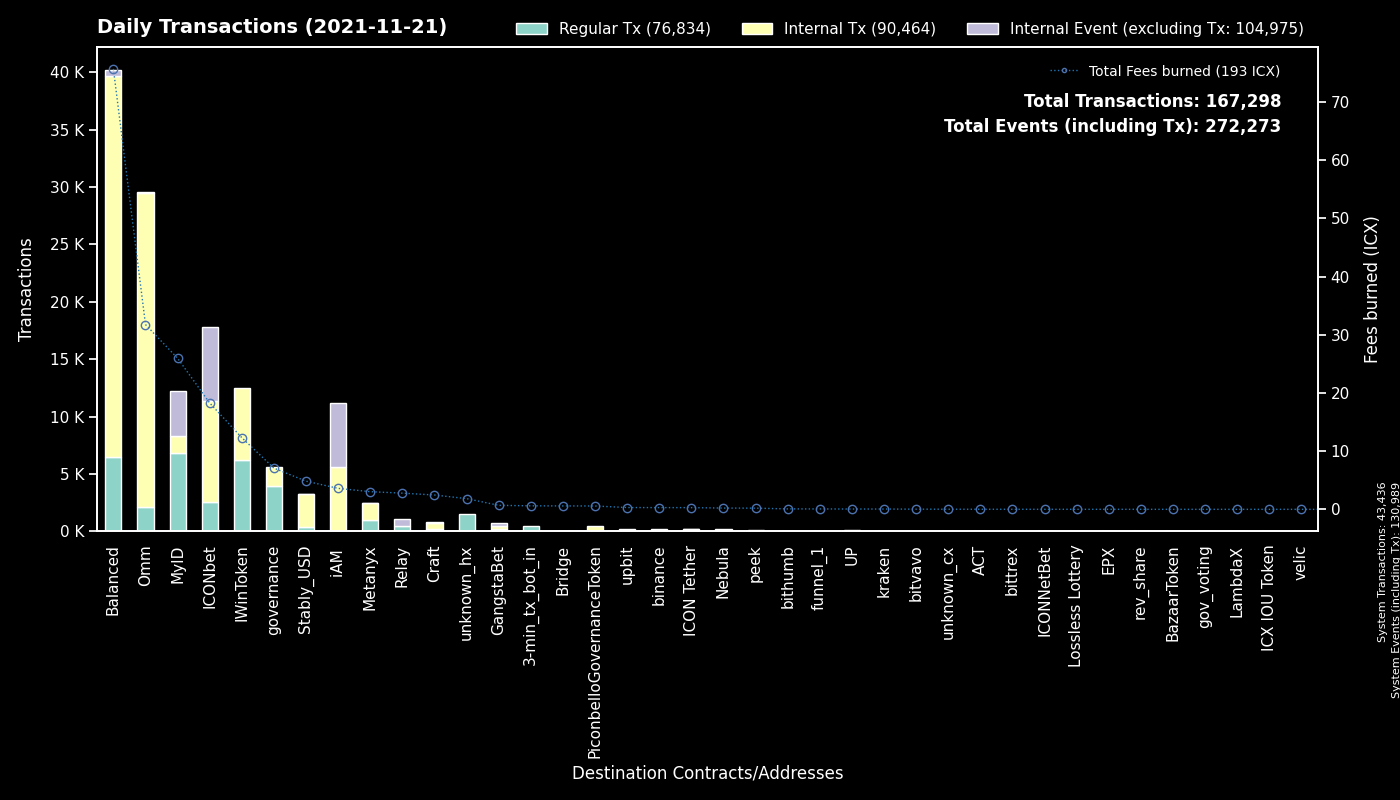 Daily Transactions (2021-11-21)
Regular Tx (76,834)
Internal Tx (90,464)
Internal Event (excluding Tx: 104,975)
Total Fees burned (193 ICX)
Total Transactions: 167,298
Total Events (including Tx): 272,273
Transactions
40 K
35 K
30 K
25 K
20 K
15 K
10 K
5 K
0 K
Fees burned (ICX)
70
60
50
40
30
20
10
0
Balanced
Omm
MyID
ICONbet
IWinToken
governance
Stably_USD
iAM
Metanyx
Relay
Craft
unknown_hx
GangstaBet
3-min_tx_bot_in
Bridge
PiconbelloGovernanceToken
upbit
binance
ICON Tether
Nebula
peek
bithumb
funnel_1
UP
kraken
bitvavo
unknown_cx
ACT
bittrex
ICONNetBet
Lossless Lottery
EPX
rev_share
BazaarToken
gov_voting
LambdaX
ICX IOU Token
velic
Destination Contracts/Addresses
System Transactions: 43,436
System Events (including Tx): 130,989